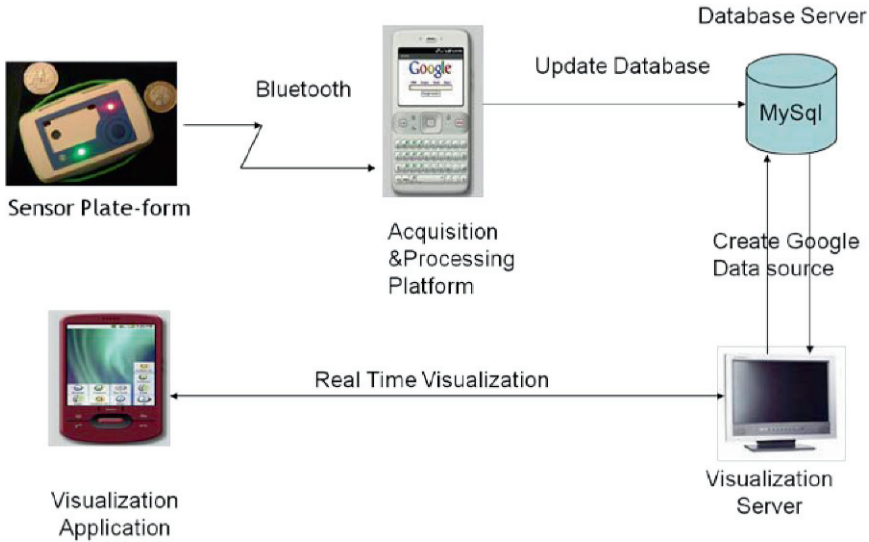 Database Server
Google
Bluetooth
Update Database
MySql
Sensor Plate-form
Acquisition
&Processing
Platform
Create Google
Data source
Real Time Visualization
Visualization
Application
Visualization
Server